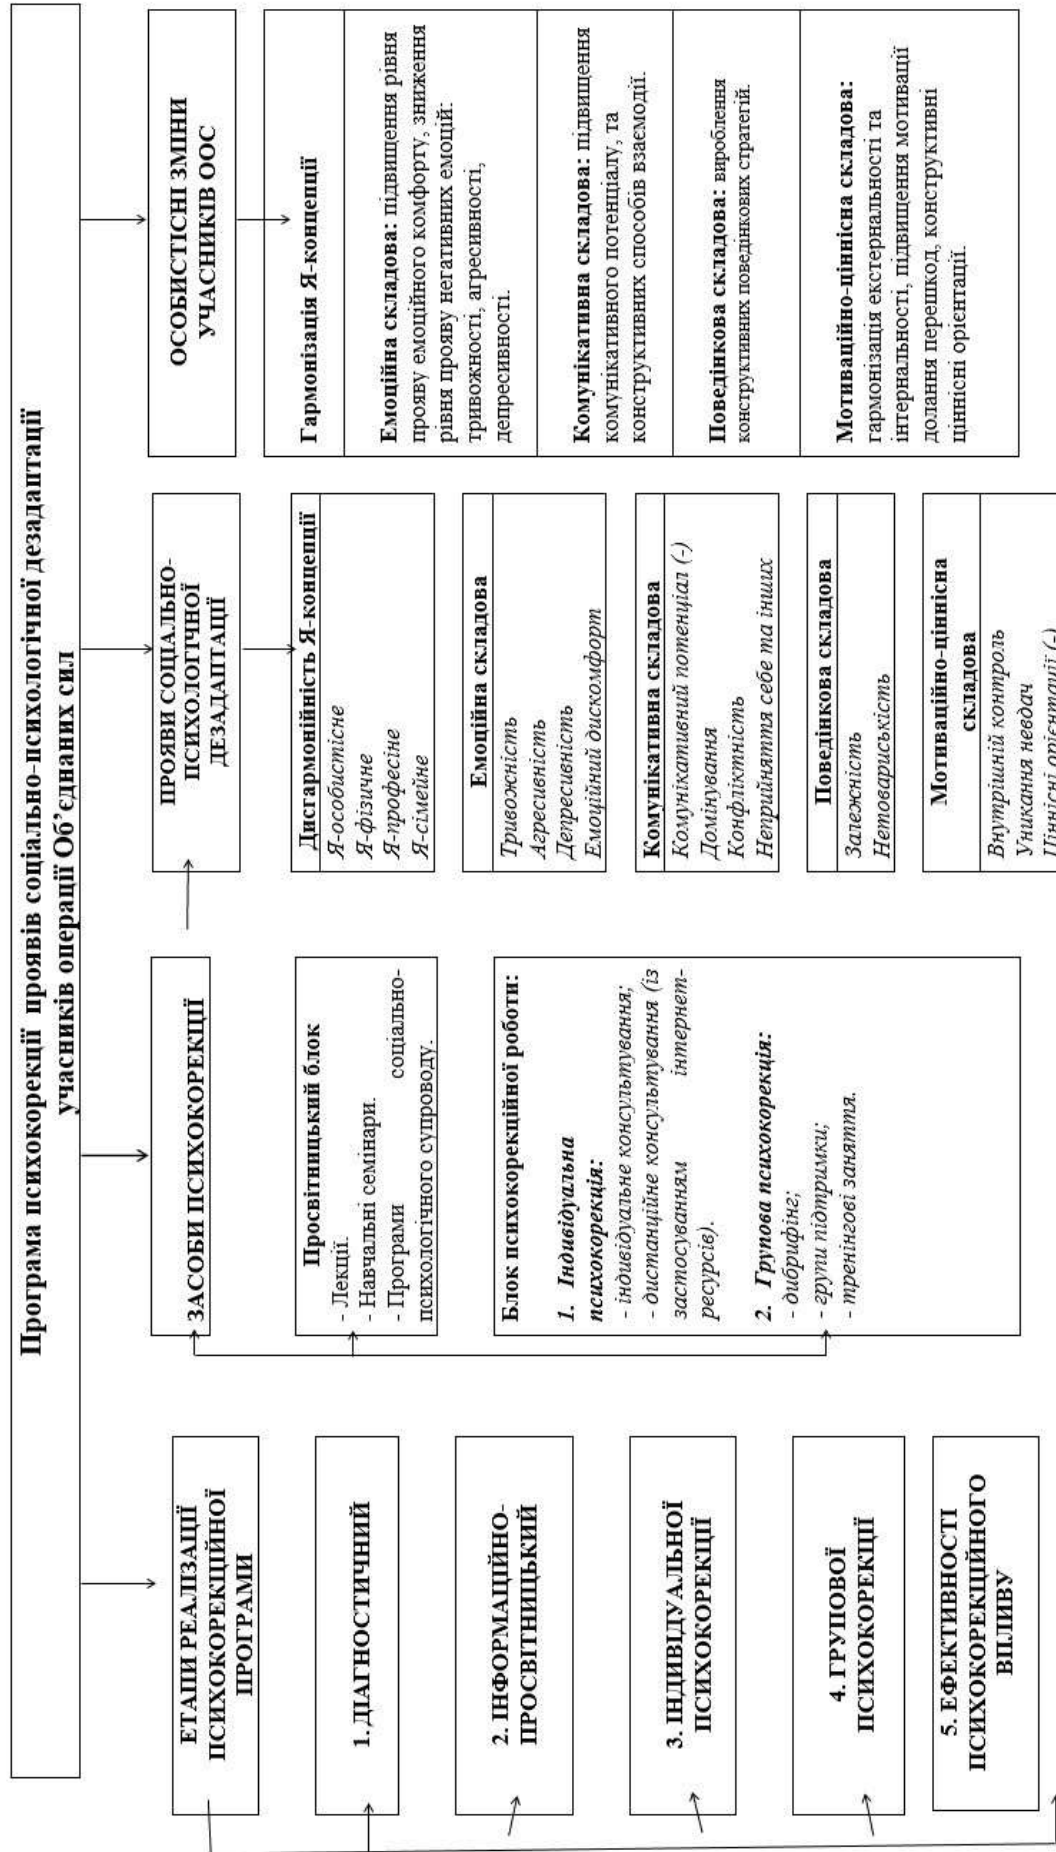 Програма психокорекції проявів соціально-психологічної дезадаптації
учасників операції Об’єднаних сил
ЕТАПИ РЕАЛІЗАЦІЇ
ПСИХОКОРЕКЦІЙНОЇ
ПРОГРАМИ
1. ДІАГНОСТИЧНИЙ
2. ІНФОРМАЦІЙНО-
ПРОСВІТНИЦЬКИЙ
3. ІНДИВІДУАЛЬНОЇ
ПСИХОКОРЕКЦІЇ
4. ГРУПОВОЇ
ПСИХОКОРЕКЦІЇ
5. ЕФЕКТИВНОСТІ
ПСИХОКОРЕКЦІЙНОГО
ВПЛИВУ
ЗАСОБИ ПСИХОКОРЕКЦІЇ
Просвітницький блок
- Лекції.
- Навчальні семінари.
- Програми соціально-
психологічного супроводу.
Блок психокорекційної роботи:
1. Індивідуальна
психокорекція:
- індивідуальне консультування;
- дистанційне консультування (із
застосуванням інтернет-
ресурсів).
2. Групова психокорекція:
- дибрифінг;
- групи підтримки;
- тренінгові заняття.
ПРОЯВИ СОЦІАЛЬНО-
ПСИХОЛОГІЧНОЇ
ДЕЗАДАПТАЦІЇ
Дисгармонійність Я-концепції
Я-особистісне
Я-фізичне
Я-професіне
Я-сімейне
Емоційна складова
Тривожність
Агресивність
Депресивність
Емоційний дискомфорт
Комунікативна складова
Комунікативний потенціал (-)
Домінування
Конфліктність
Неприйняття себе та інших
Поведінкова складова
Залежність
Нетовариськість
Мотиваційно-ціннісна
складова
Внутрішній контроль
Уникання невдач
Ціннісні орієнтації (-)
ОСОБИСТІСНІ ЗМІНИ
УЧАСНИКІВ ООС
Гармонізація Я-концепції
Емоційна складова: підвищення рівня
прояву емоційного комфорту, зниження
рівня прояву негативних емоцій:
тривожності, агресивності,
депресивності.
Комунікативна складова: підвищення
комунікативного потенціалу, та
конструктивних способів взаємодії.
Поведінкова складова: вироблення
конструктивних поведінкових стратегій.
Мотиваційно-ціннісна складова:
гармонізація екстернальності та
інтернальності, підвищення мотивації
долання перешкод, конструктивні
ціннісні орієнтації.